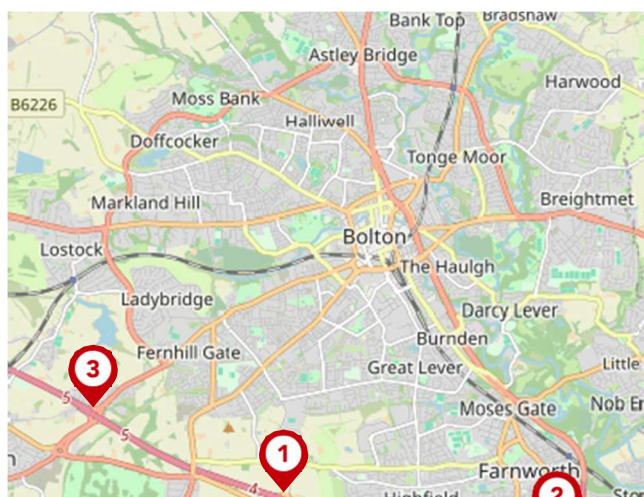 Bank Top
Bradshaw
Astley Bridge
Harwood
B6226
Moss Bank
Halliwell
Doffcocker
Tonge Moor
Markland Hill
Breightmet
Bolton
Lostock
The Haulgh
Ladybridge
Darcy Lever
Burnden
Fernhill Gate
Great Lever
Little
3
5
5
Moses Gate
Nob En
1
4
Farnworth
2
Highfield